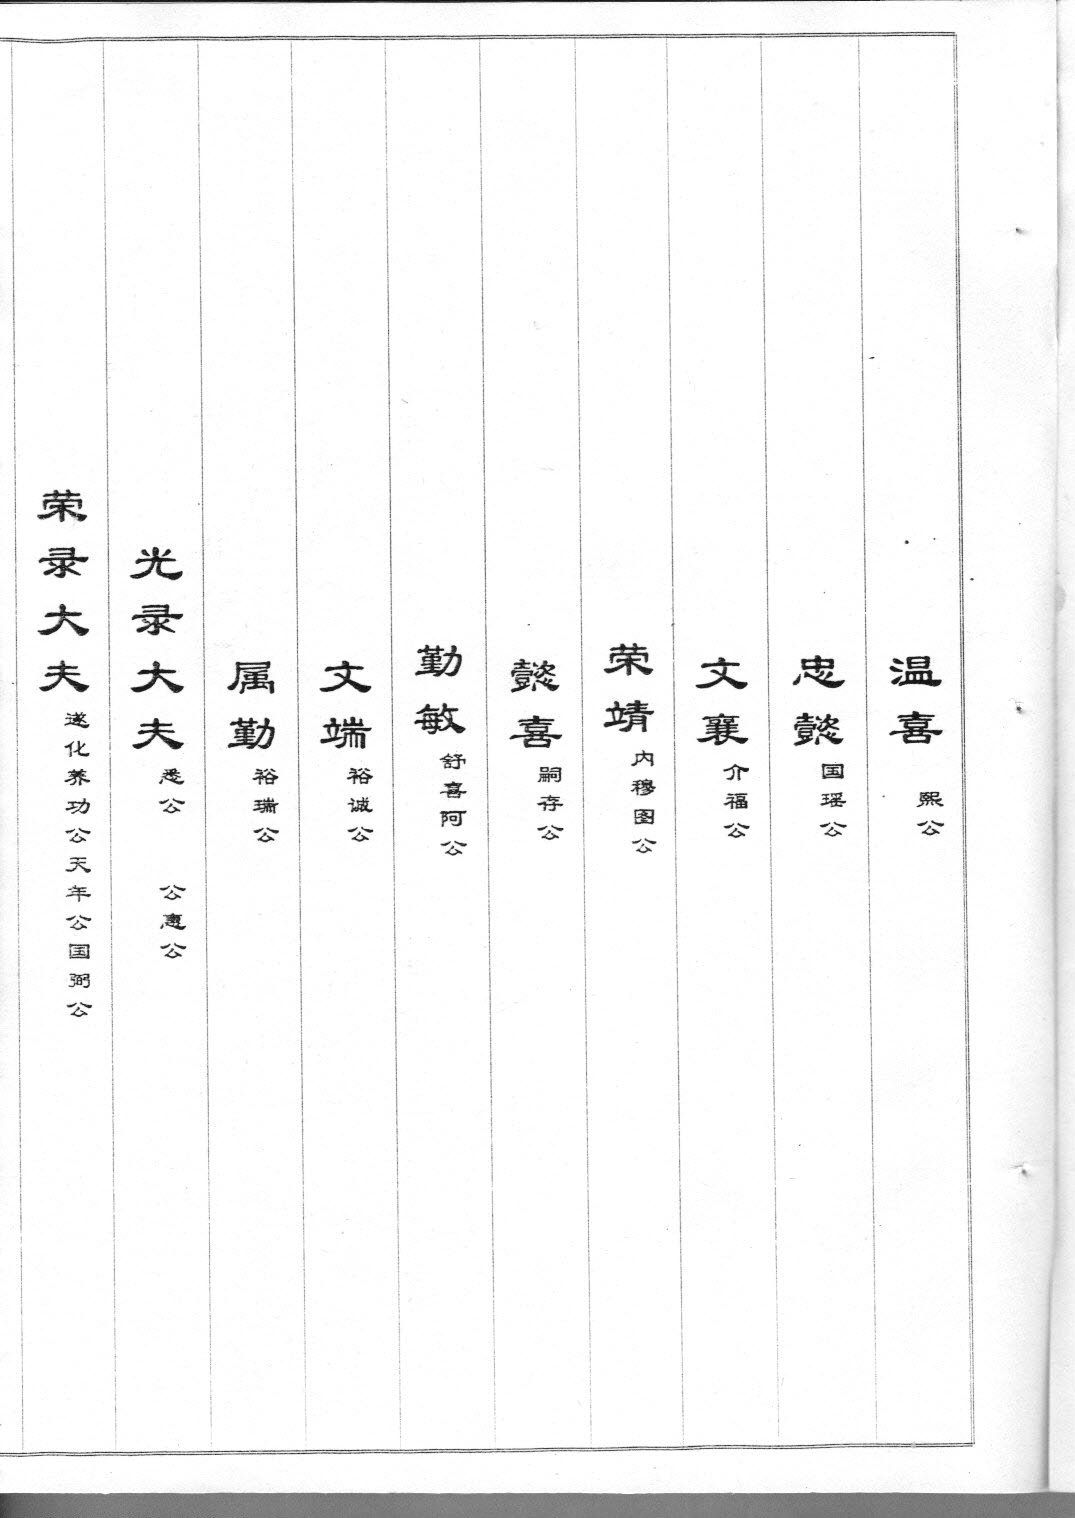 温喜 熙公
忠懿国瑶公
文襄介福公
荣靖内穆图公
懿喜嗣存公
勤敏舒喜阿公
文端裕诚公
属勤裕瑞公
光录大夫悉公 公惠公
荣录大夫遂化养功公天年公国弼公